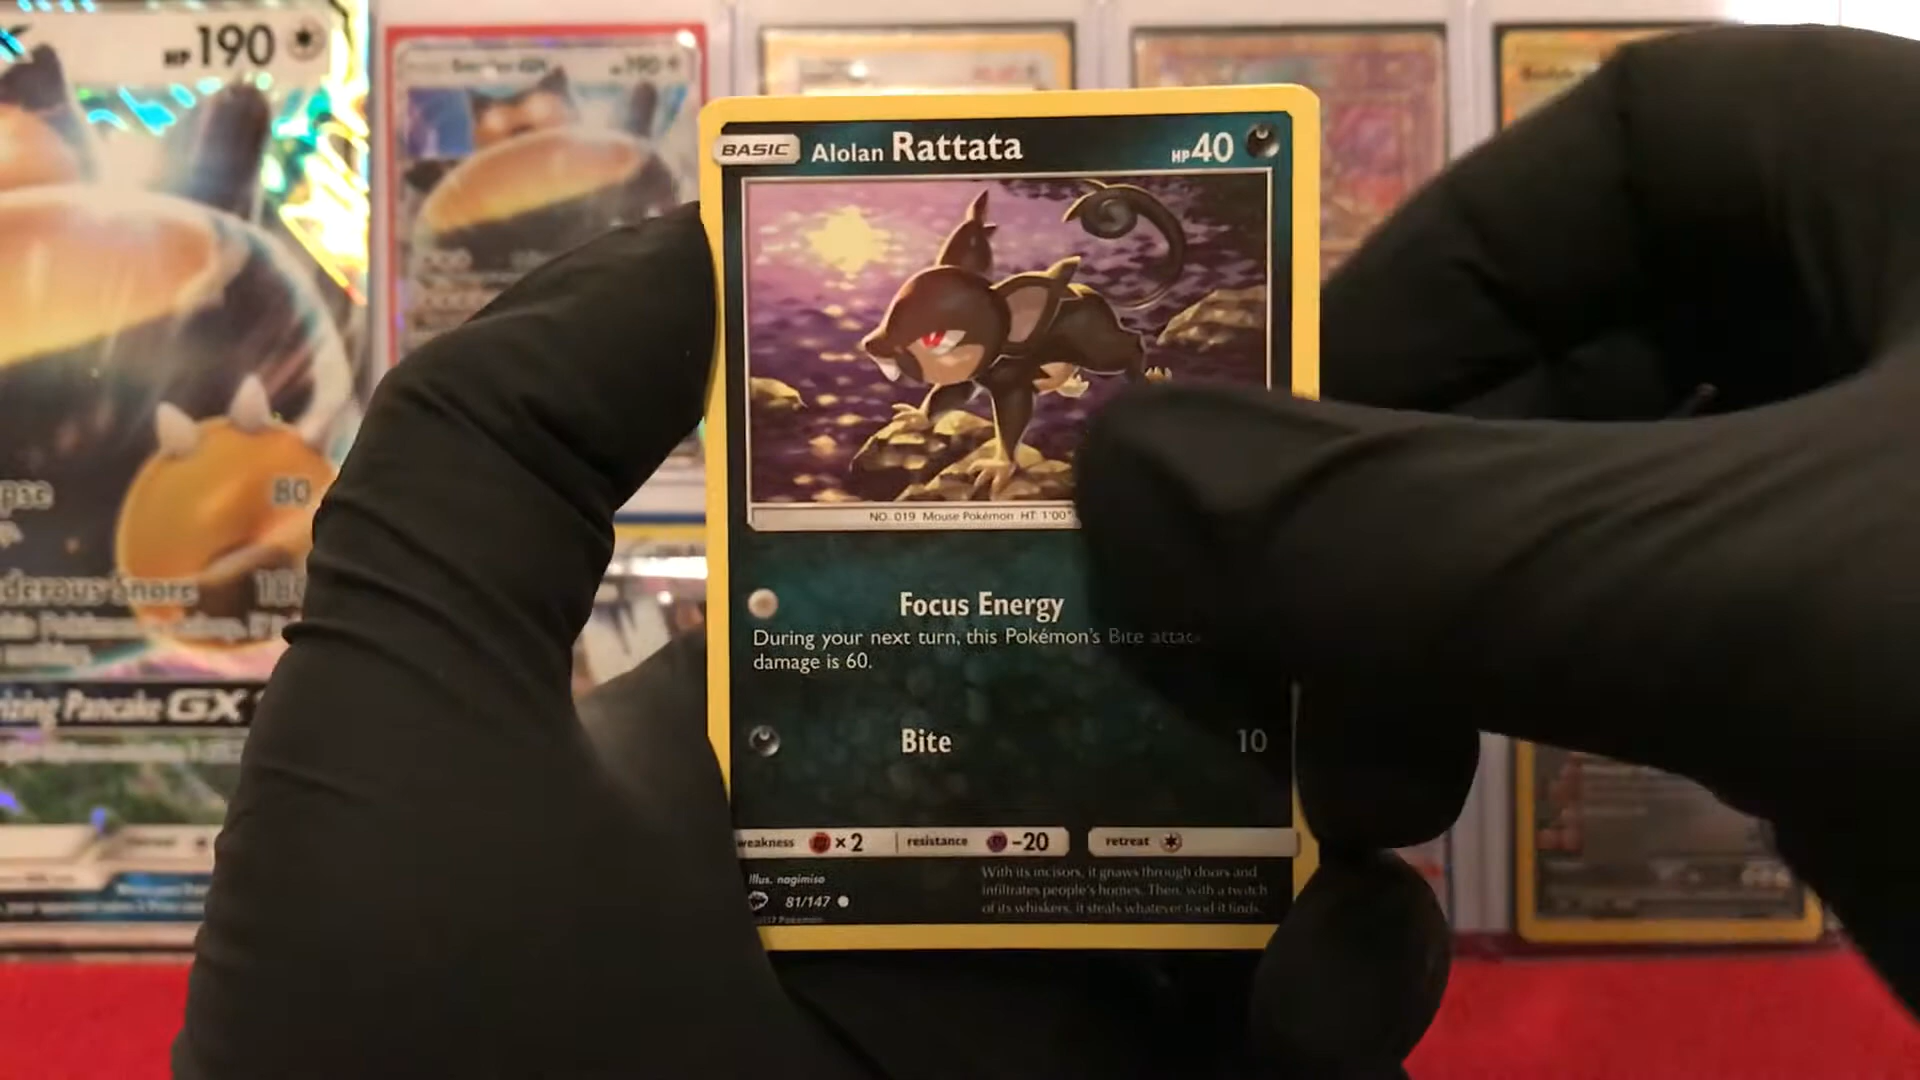 HP 190
80
izing Pancake GX
BASIC Alolan Rattata HP 40
NO. 019 Mouse Pokémon HT: 1'00"
Focus Energy
During your next turn, this Pokémon's Bite attack
damage is 60.
Bite 10
weakness ×2 resistance -20 retreat
Illus. nagimiso
81/147
With its incisors, it gnaws through doors and
infiltrates people's homes. Then, with a twitch
of its whiskers, it steals whatever food it finds.